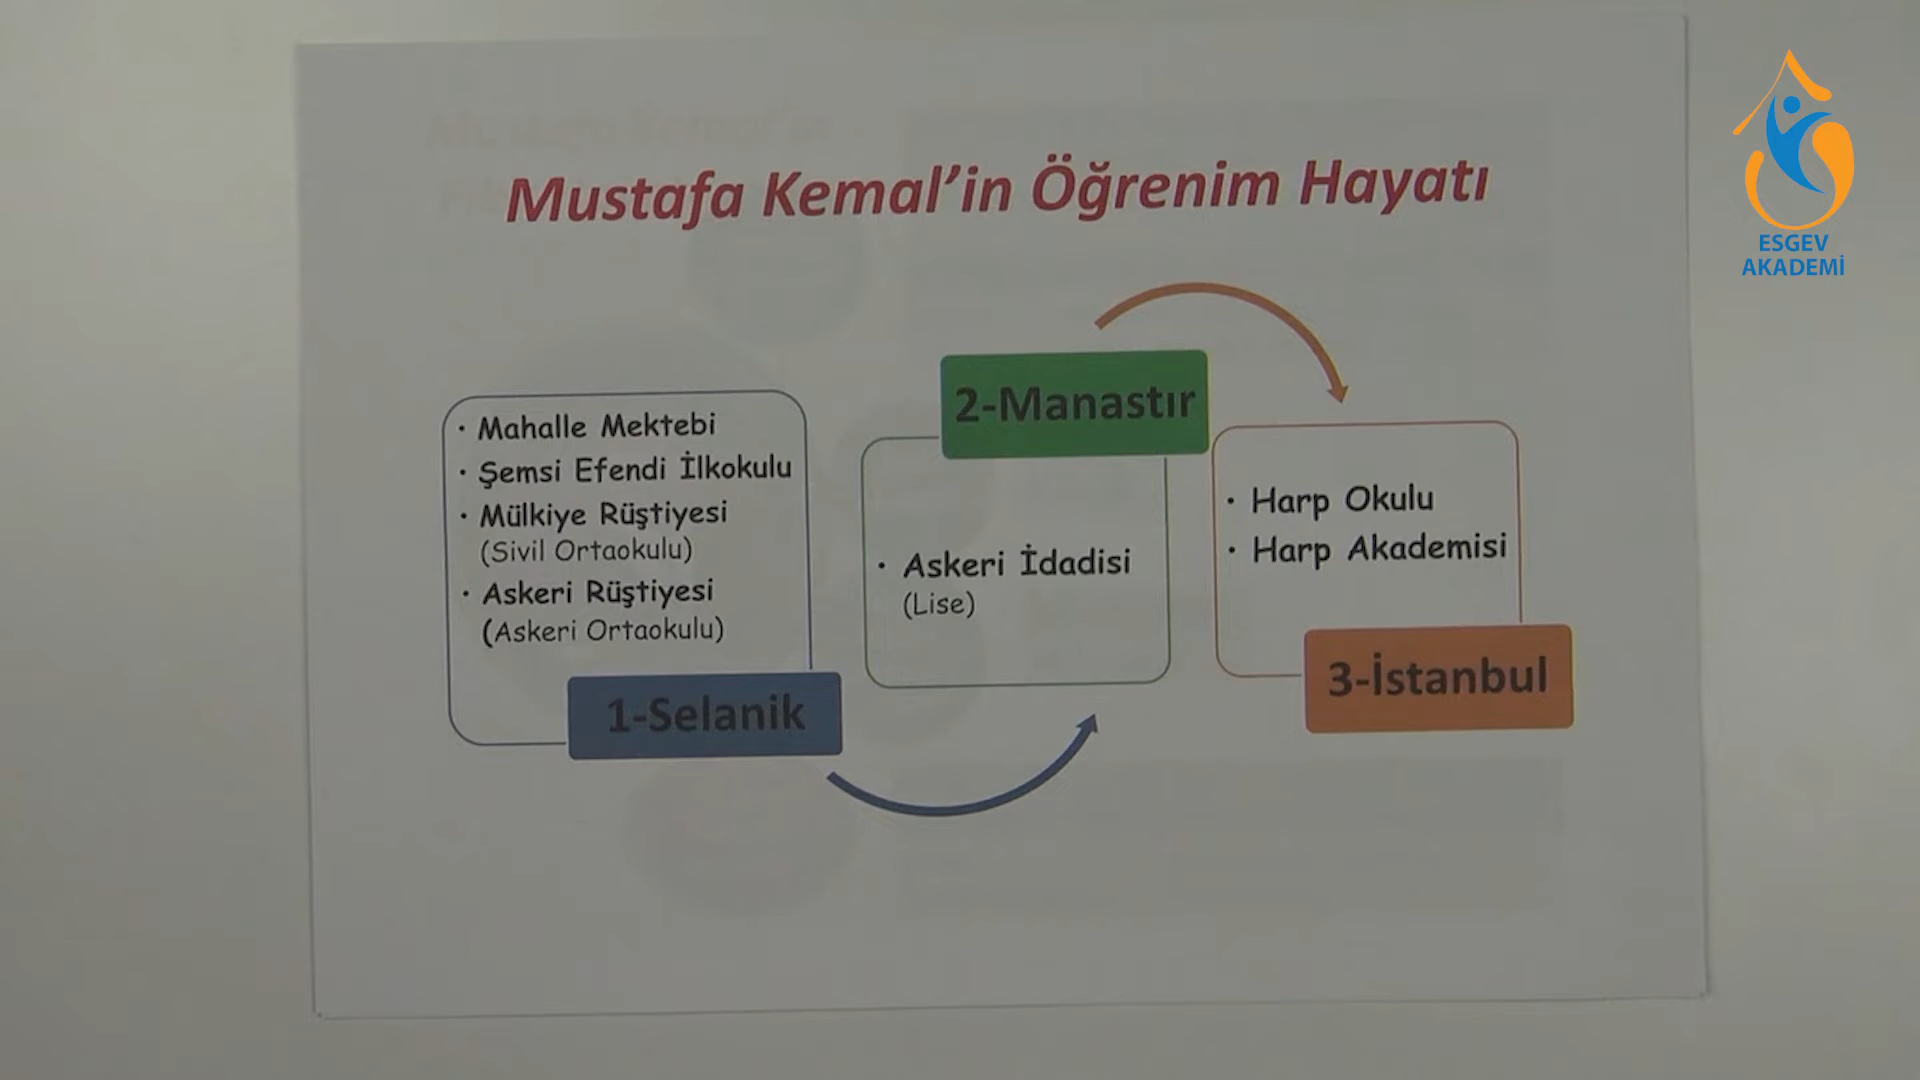 Mustafa Kemal'in Öğrenim Hayatı
• Mahalle Mektebi
• Şemsi Efendi İlkokulu
• Mülkiye Rüştiyesi
(Sivil Ortaokulu)
• Askeri Rüştiyesi
(Askeri Ortaokulu)
1-Selanik
2-Manastır
• Askeri İdadisi
(Lise)
• Harp Okulu
• Harp Akademisi
3-İstanbul
ESGEV
AKADEMİ